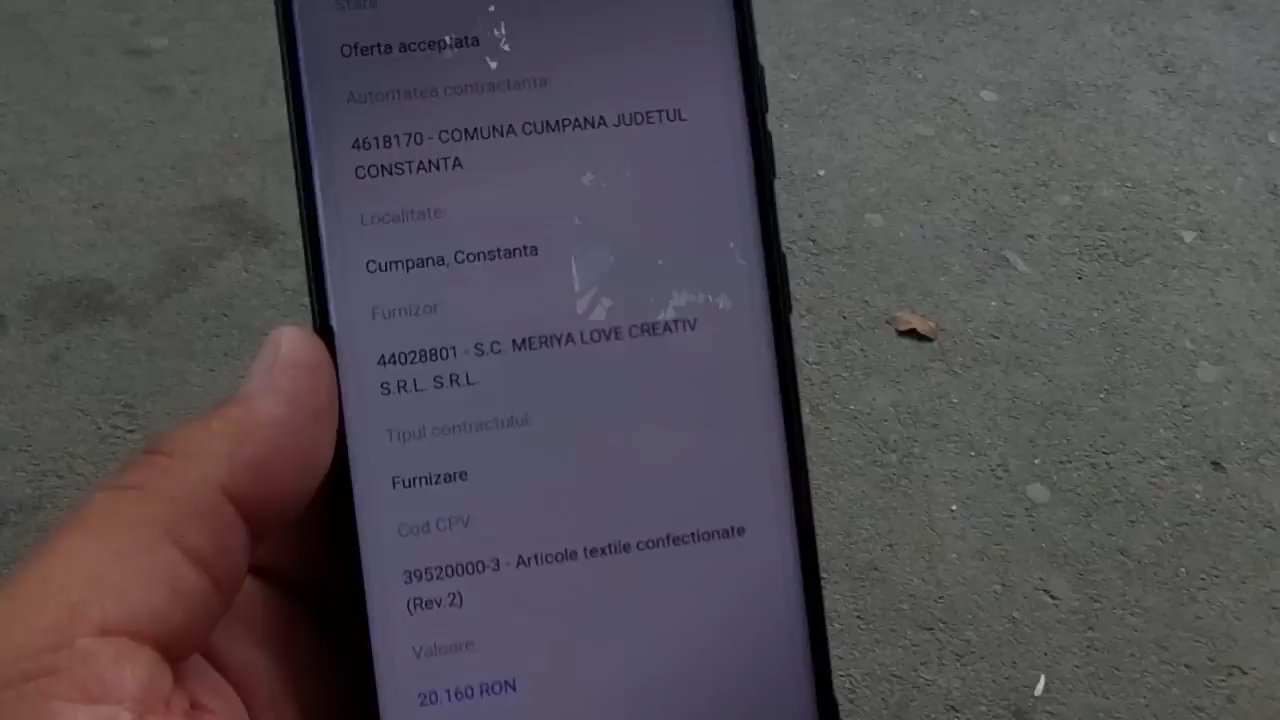 Stare
Oferta acceptata
Autoritatea contractanta:
4618170 - COMUNA CUMPANA JUDETUL
CONSTANTA
Localitate:
Cumpana, Constanta
Furnizor:
44028801 - S.C. MERIYA LOVE CREATIV
S.R.L. S.R.L.
Tipul contractului:
Furnizare
Cod CPV:
39520000-3 - Articole textile confectionate
(Rev.2)
Valoare:
20.160 RON